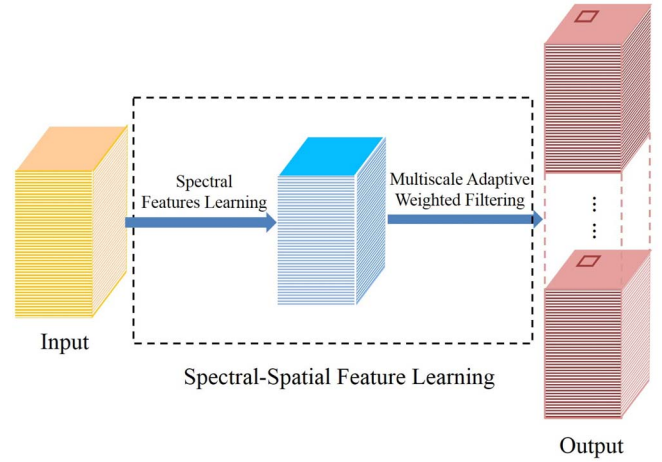 Spectral
Features Learning
Multiscale Adaptive
Weighted Filtering
Input
Spectral-Spatial Feature Learning
Output